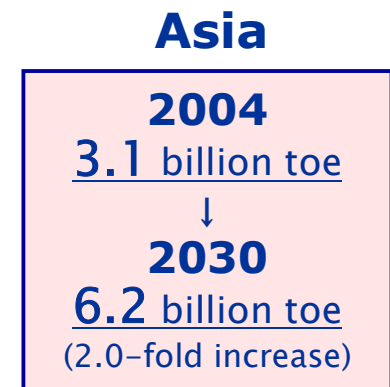 Asia
2004
3.1 billion toe
↓
2030
6.2 billion toe
(2.0-fold increase)